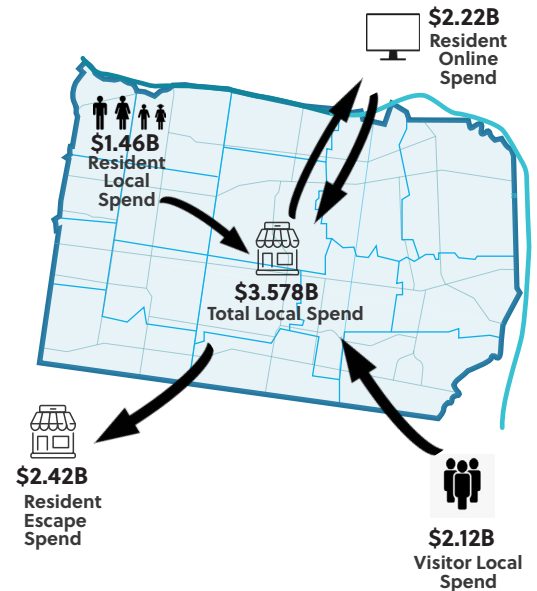 $2.22B
Resident
Online
Spend
$1.46B
Resident
Local
Spend
$3.578B
Total Local Spend
$2.42B
Resident
Escape
Spend
$2.12B
Visitor Local
Spend